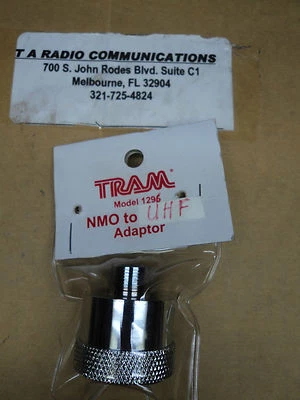 T A RADIO COMMUNICATIONS
700 S. John Rodes Blvd. Suite C1
Melbourne, FL 32904
321-725-4824
TRAM
Model 1296
NMO to UHF
Adaptor